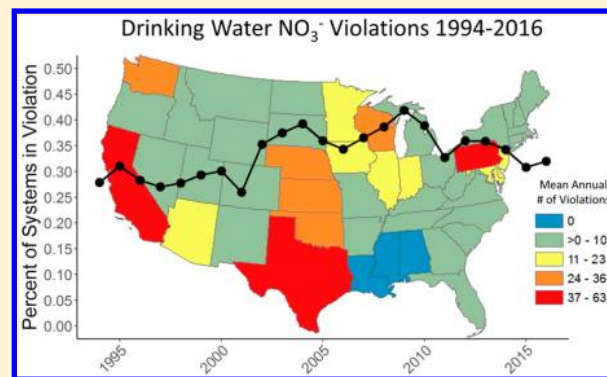 Drinking Water NO3- Violations 1994-2016
Percent of Systems in Violation
0.50
0.45
0.40
0.35
0.30
0.25
0.20
0.15
0.10
0.05
0.00
1995
2000
2005
2010
2015
Mean Annual
# of Violations
0
>0 - 10
11 - 23
24 - 36
37 - 63